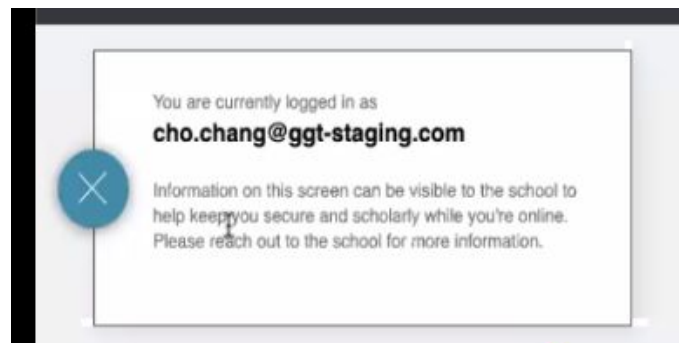 You are currently logged in as
cho.chang@ggt-staging.com
Information on this screen can be visible to the school to
help keep you secure and scholarly while you're online.
Please reach out to the school for more information.